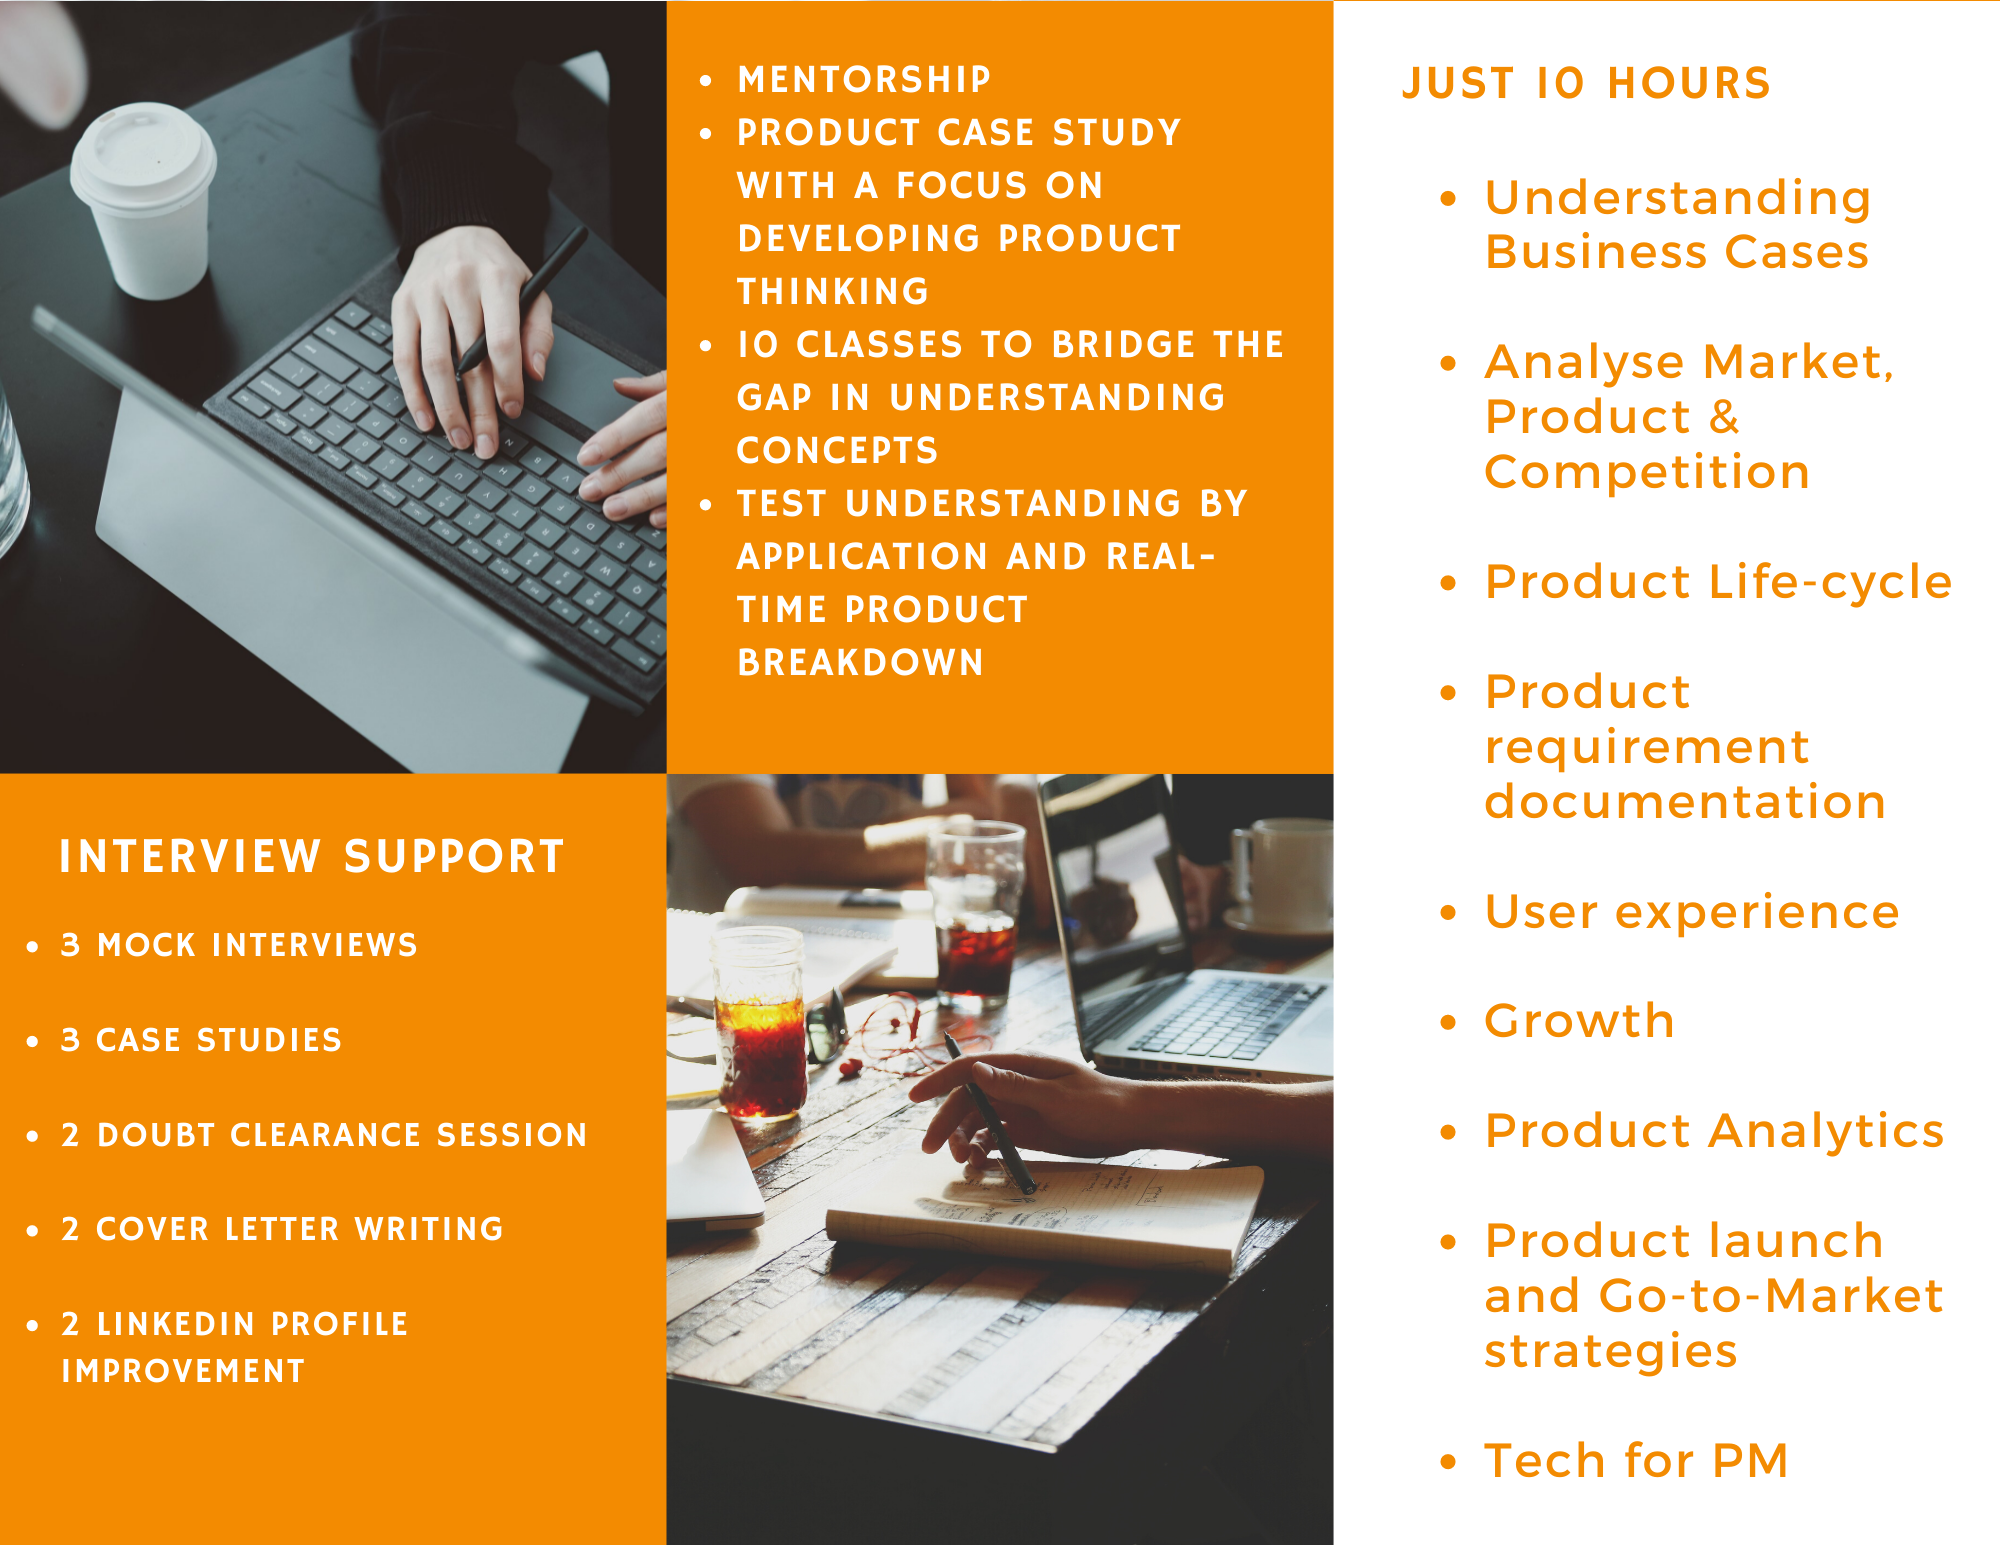 MENTORSHIP
PRODUCT CASE STUDY
WITH A FOCUS ON
DEVELOPING PRODUCT
THINKING
10 CLASSES TO BRIDGE THE
GAP IN UNDERSTANDING
CONCEPTS
TEST UNDERSTANDING BY
APPLICATION AND REAL-
TIME PRODUCT
BREAKDOWN
INTERVIEW SUPPORT
3 MOCK INTERVIEWS
3 CASE STUDIES
2 DOUBT CLEARANCE SESSION
2 COVER LETTER WRITING
2 LINKEDIN PROFILE
IMPROVEMENT
JUST 10 HOURS
Understanding
Business Cases
Analyse Market,
Product &
Competition
Product Life-cycle
Product
requirement
documentation
User experience
Growth
Product Analytics
Product launch
and Go-to-Market
strategies
Tech for PM